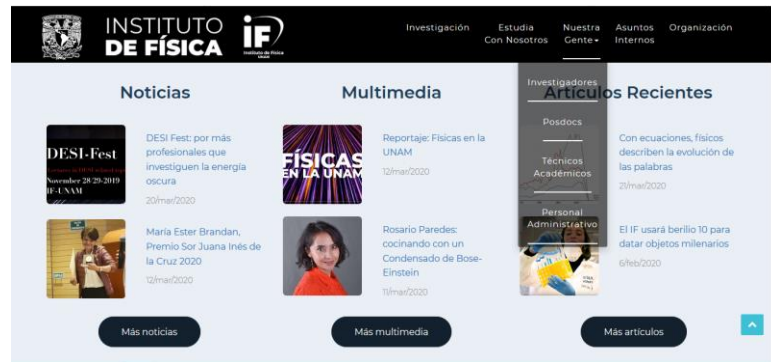 INSTITUTO
DE FÍSICA
iF
Instituto de Física
UNAM
Investigación
Estudia
Con Nosotros
Nuestra
Gente
Asuntos
Internos
Organización
Investigadores
Posdocs
Técnicos
Académicos
Personal
Administrativo
Noticias
DESI-Fest
November 28/29-2019
IF-UNAM
DESI Fest: por más
profesionales que
investiguen la energía
oscura
20/mar/2020
María Ester Brandan,
Premio Sor Juana Inés de
la Cruz 2020
12/mar/2020
Más noticias
Multimedia
FÍSICAS
EN LA UNAM
Reportaje: Físicas en la
UNAM
12/mar/2020
Rosario Paredes:
cocinando con un
Condensado de Bose-
Einstein
11/mar/2020
Más multimedia
Artículos Recientes
Con ecuaciones, físicos
describen la evolución de
las palabras
21/mar/2020
El IF usará berilio 10 para
datar objetos milenarios
6/feb/2020
Más artículos